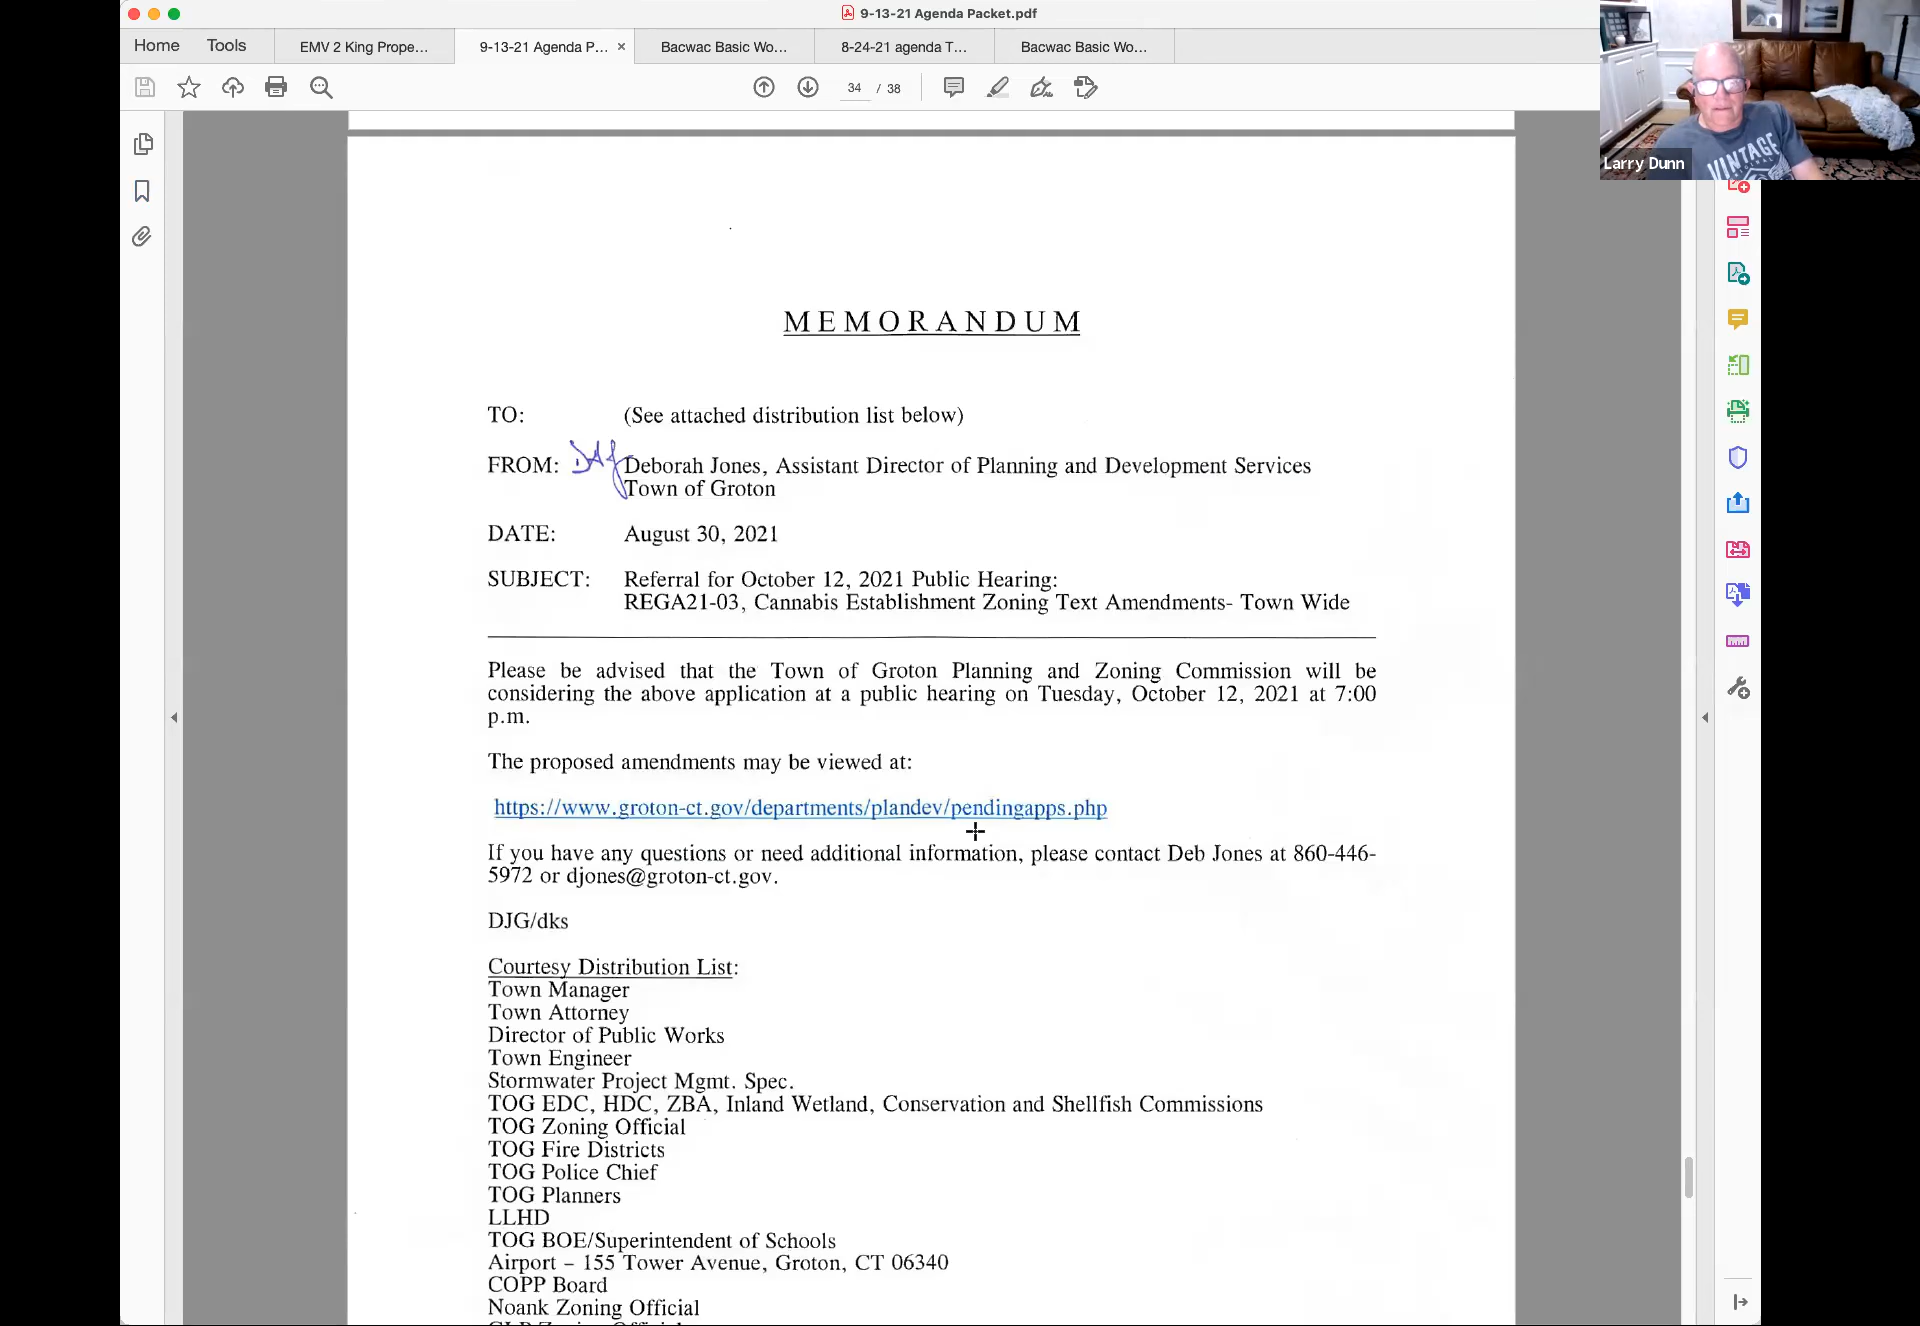 9-13-21 Agenda Packet.pdf
Home Tools EMV 2 King Prope... 9-13-21 Agenda P... × Bacwac Basic Wo... 8-24-21 agenda T... Bacwac Basic Wo...
34 / 38
Larry Dunn
VINTAGE
MEMORANDUM
TO: (See attached distribution list below)
FROM: DAJ Deborah Jones, Assistant Director of Planning and Development Services
Town of Groton
DATE: August 30, 2021
SUBJECT: Referral for October 12, 2021 Public Hearing:
REGA21-03, Cannabis Establishment Zoning Text Amendments- Town Wide
Please be advised that the Town of Groton Planning and Zoning Commission will be
considering the above application at a public hearing on Tuesday, October 12, 2021 at 7:00
p.m.
The proposed amendments may be viewed at:
https://www.groton-ct.gov/departments/plandev/pendingapps.php
If you have any questions or need additional information, please contact Deb Jones at 860-446-
5972 or djones@groton-ct.gov.
DJG/dks
Courtesy Distribution List:
Town Manager
Town Attorney
Director of Public Works
Town Engineer
Stormwater Project Mgmt. Spec.
TOG EDC, HDC, ZBA, Inland Wetland, Conservation and Shellfish Commissions
TOG Zoning Official
TOG Fire Districts
TOG Police Chief
TOG Planners
LLHD
TOG BOE/Superintendent of Schools
Airport – 155 Tower Avenue, Groton, CT 06340
COPP Board
Noank Zoning Official